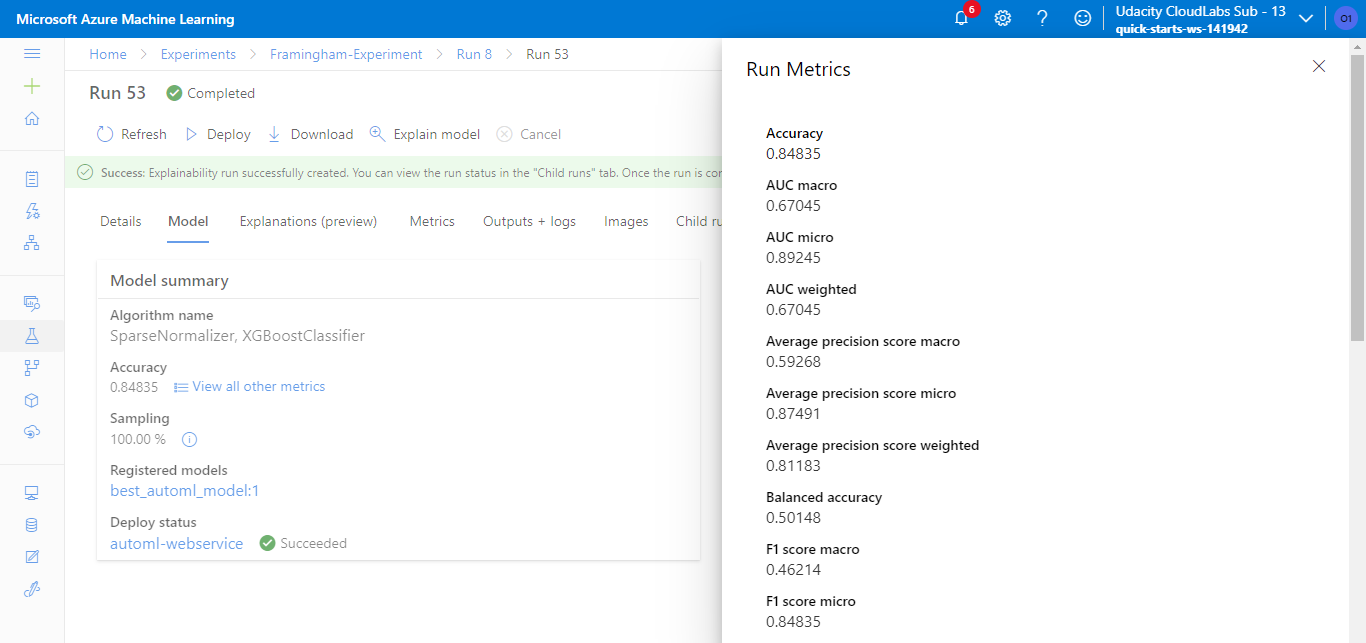 Microsoft Azure Machine Learning
6
Udacity CloudLabs Sub - 13
quick-starts-ws-141942
O1
Home > Experiments > Framingham-Experiment > Run 8 > Run 53
Run 53 Completed
Refresh Deploy Download Explain model Cancel
Success: Explainability run successfully created. You can view the run status in the "Child runs" tab. Once the run is con
Details Model Explanations (preview) Metrics Outputs + logs Images Child ru
Model summary
Algorithm name
SparseNormalizer, XGBoostClassifier
Accuracy
0.84835 View all other metrics
Sampling
100.00 %
Registered models
best_automl_model:1
Deploy status
automl-webservice Succeeded
Run Metrics
Accuracy
0.84835
AUC macro
0.67045
AUC micro
0.89245
AUC weighted
0.67045
Average precision score macro
0.59268
Average precision score micro
0.87491
Average precision score weighted
0.81183
Balanced accuracy
0.50148
F1 score macro
0.46214
F1 score micro
0.84835